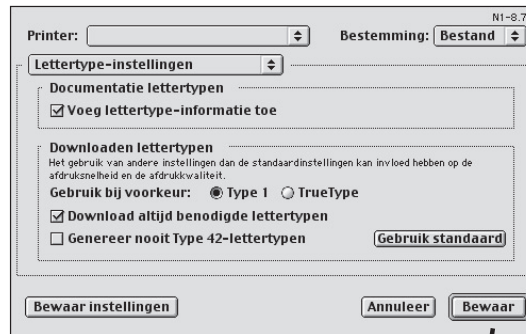 N1-8.7
Printer:
Bestemming: Bestand
Lettertype-instellingen
Documentatie lettertypen
Voeg lettertype-informatie toe
Downloaden lettertypen
Het gebruik van andere instellingen dan de standaardinstellingen kan invloed hebben op de
afdruksnelheid en de afdrukkwaliteit.
Gebruik bij voorkeur: Type 1 TrueType
Download altijd benodigde lettertypen
Genereer nooit Type 42-lettertypen
Gebruik standaard
Bewaar instellingen
Annuleer
Bewaar